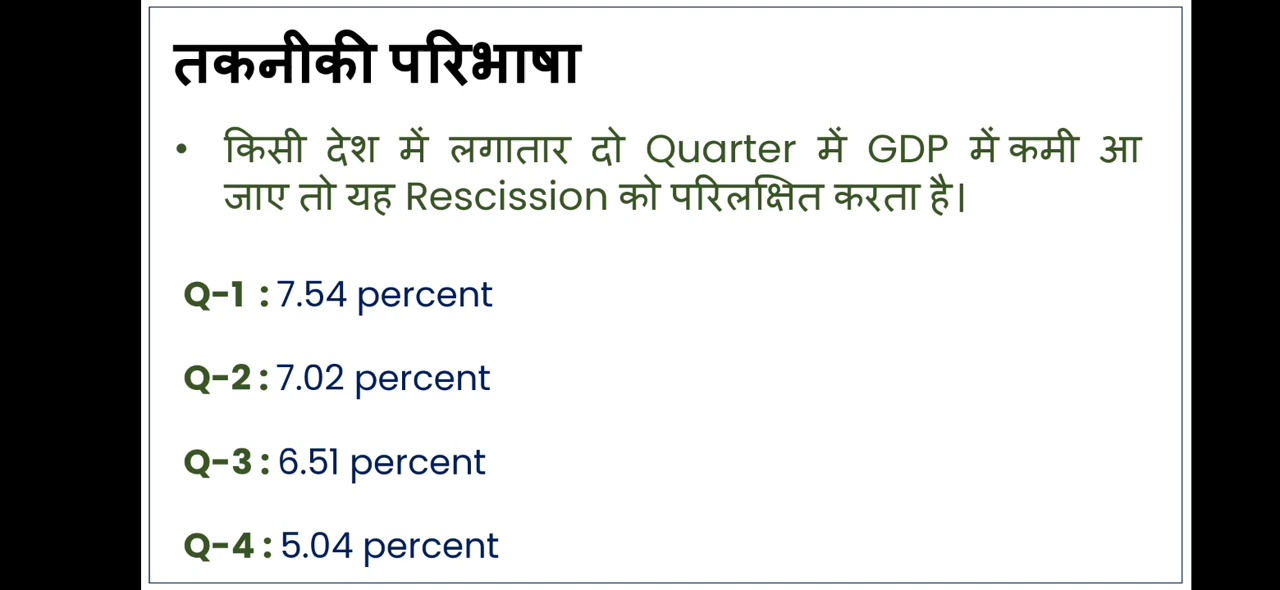 तकनीकी परिभाषा
• किसी देश में लगातार दो Quarter में GDP में कमी आ
जाए तो यह Rescission को परिलक्षित करता है।
Q-1 : 7.54 percent
Q-2 : 7.02 percent
Q-3 : 6.51 percent
Q-4 : 5.04 percent